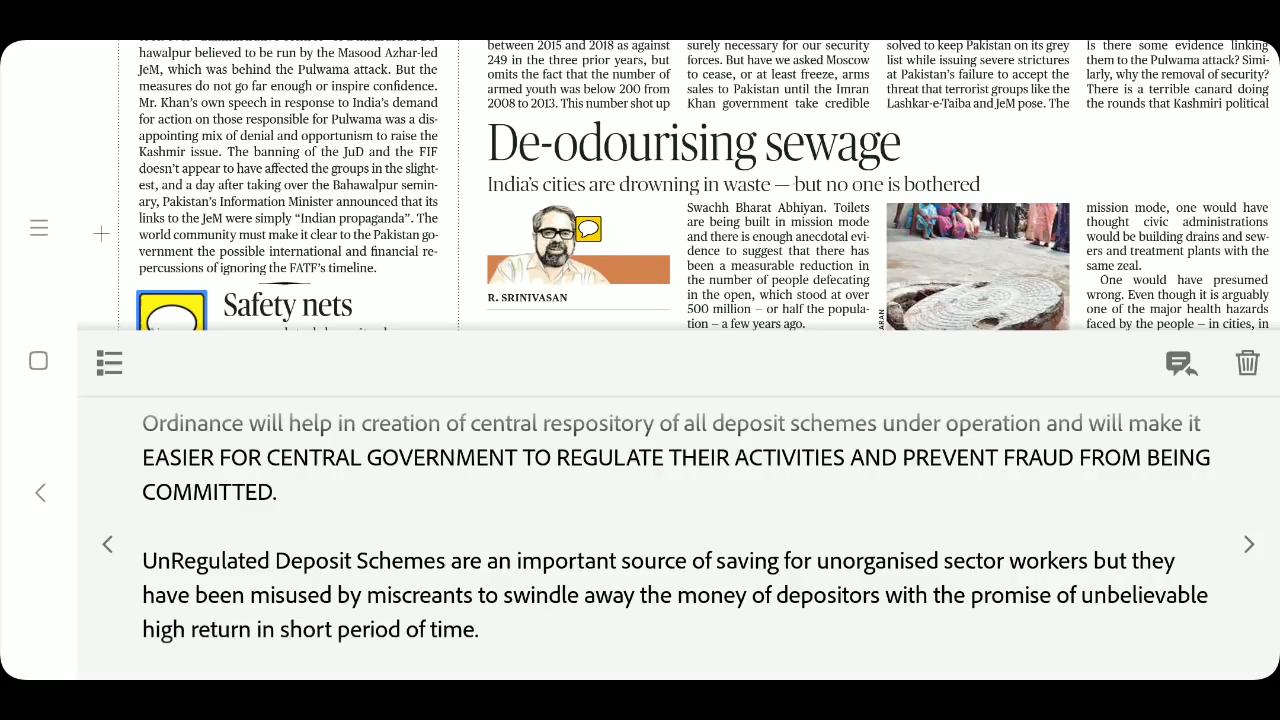 hawalpur believed to be run by the Masood Azhar-led
JeM, which was behind the Pulwama attack. But the
measures do not go far enough or inspire confidence.
Mr. Khan's own speech in response to India's demand
for action on those responsible for Pulwama was a dis-
appointing mix of denial and opportunism to raise the
Kashmir issue. The banning of the JuD and the FIF
doesn't appear to have affected the groups in the slight-
est, and a day after taking over the Bahawalpur semin-
ary, Pakistan's Information Minister announced that its
links to the JeM were simply “Indian propaganda”. The
world community must make it clear to the Pakistan go-
vernment the possible international and financial re-
percussions of ignoring the FATF's timeline.
Safety nets
between 2015 and 2018 as against
249 in the three prior years, but
omits the fact that the number of
armed youth was below 200 from
2008 to 2013. This number shot up
surely necessary for our security
forces. But have we asked Moscow
to cease, or at least freeze, arms
sales to Pakistan until the Imran
Khan government take credible
solved to keep Pakistan on its grey
list while issuing severe strictures
at Pakistan's failure to accept the
threat that terrorist groups like the
Lashkar-e-Taiba and JeM pose. The
Is there some evidence linking
them to the Pulwama attack? Simi-
larly, why the removal of security?
There is a terrible canard doing
the rounds that Kashmiri political
De-odourising sewage
India's cities are drowning in waste — but no one is bothered
R. SRINIVASAN
Swachh Bharat Abhiyan. Toilets
are being built in mission mode
and there is enough anecdotal evi-
dence to suggest that there has
been a measurable reduction in
the number of people defecating
in the open, which stood at over
500 million – or half the popula-
tion – a few years ago.
ARAN
mission mode, one would have
thought civic administrations
would be building drains and sew-
ers and treatment plants with the
same zeal.
One would have presumed
wrong. Even though it is arguably
one of the major health hazards
faced by the people – in cities, in
Ordinance will help in creation of central respository of all deposit schemes under operation and will make it
EASIER FOR CENTRAL GOVERNMENT TO REGULATE THEIR ACTIVITIES AND PREVENT FRAUD FROM BEING
COMMITTED.
UnRegulated Deposit Schemes are an important source of saving for unorganised sector workers but they
have been misused by miscreants to swindle away the money of depositors with the promise of unbelievable
high return in short period of time.